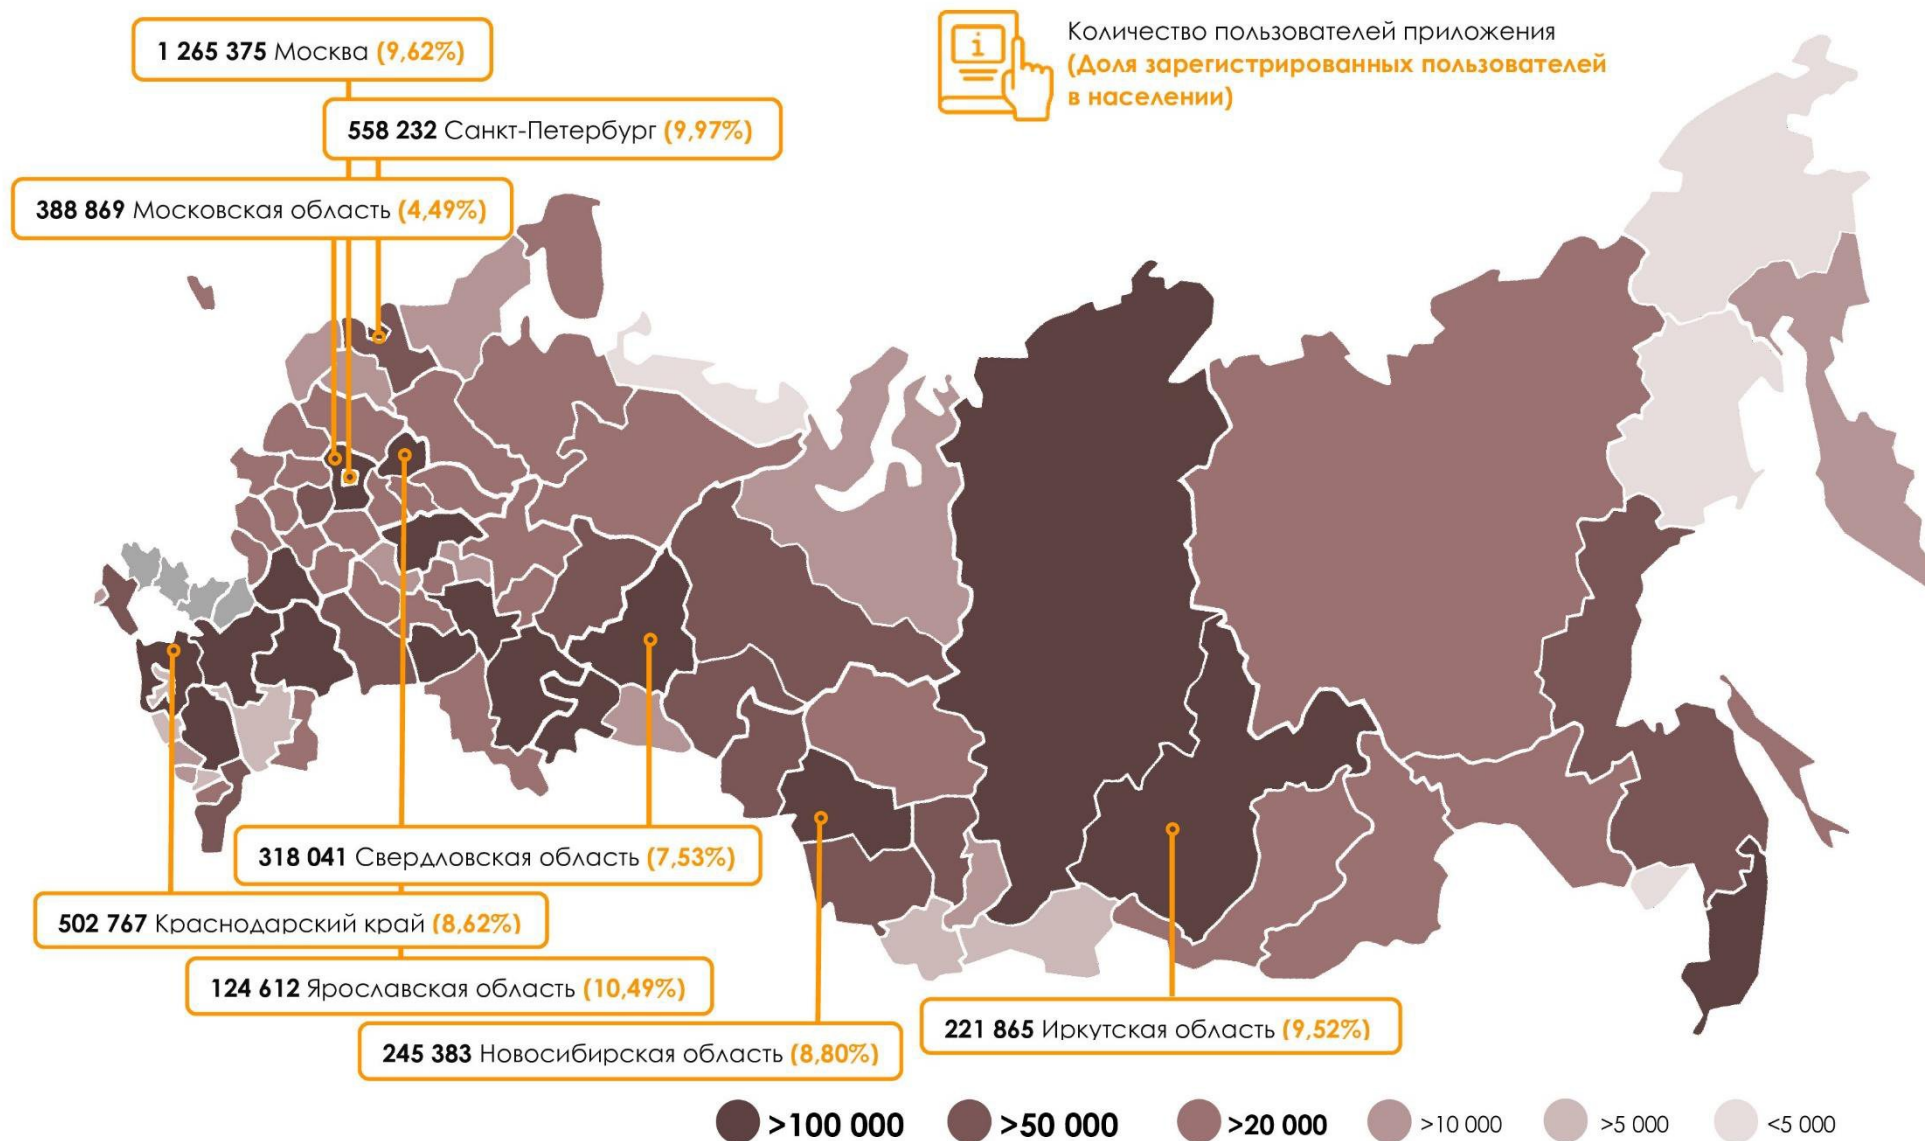 1 265 375 Москва (9,62%)
Количество пользователей приложения
(Доля зарегистрированных пользователей
в населении)
558 232 Санкт-Петербург (9,97%)
388 869 Московская область (4,49%)
318 041 Свердловская область (7,53%)
502 767 Краснодарский край (8,62%)
124 612 Ярославская область (10,49%)
245 383 Новосибирская область (8,80%)
221 865 Иркутская область (9,52%)
>100 000 >50 000 >20 000 >10 000 >5 000 <5 000